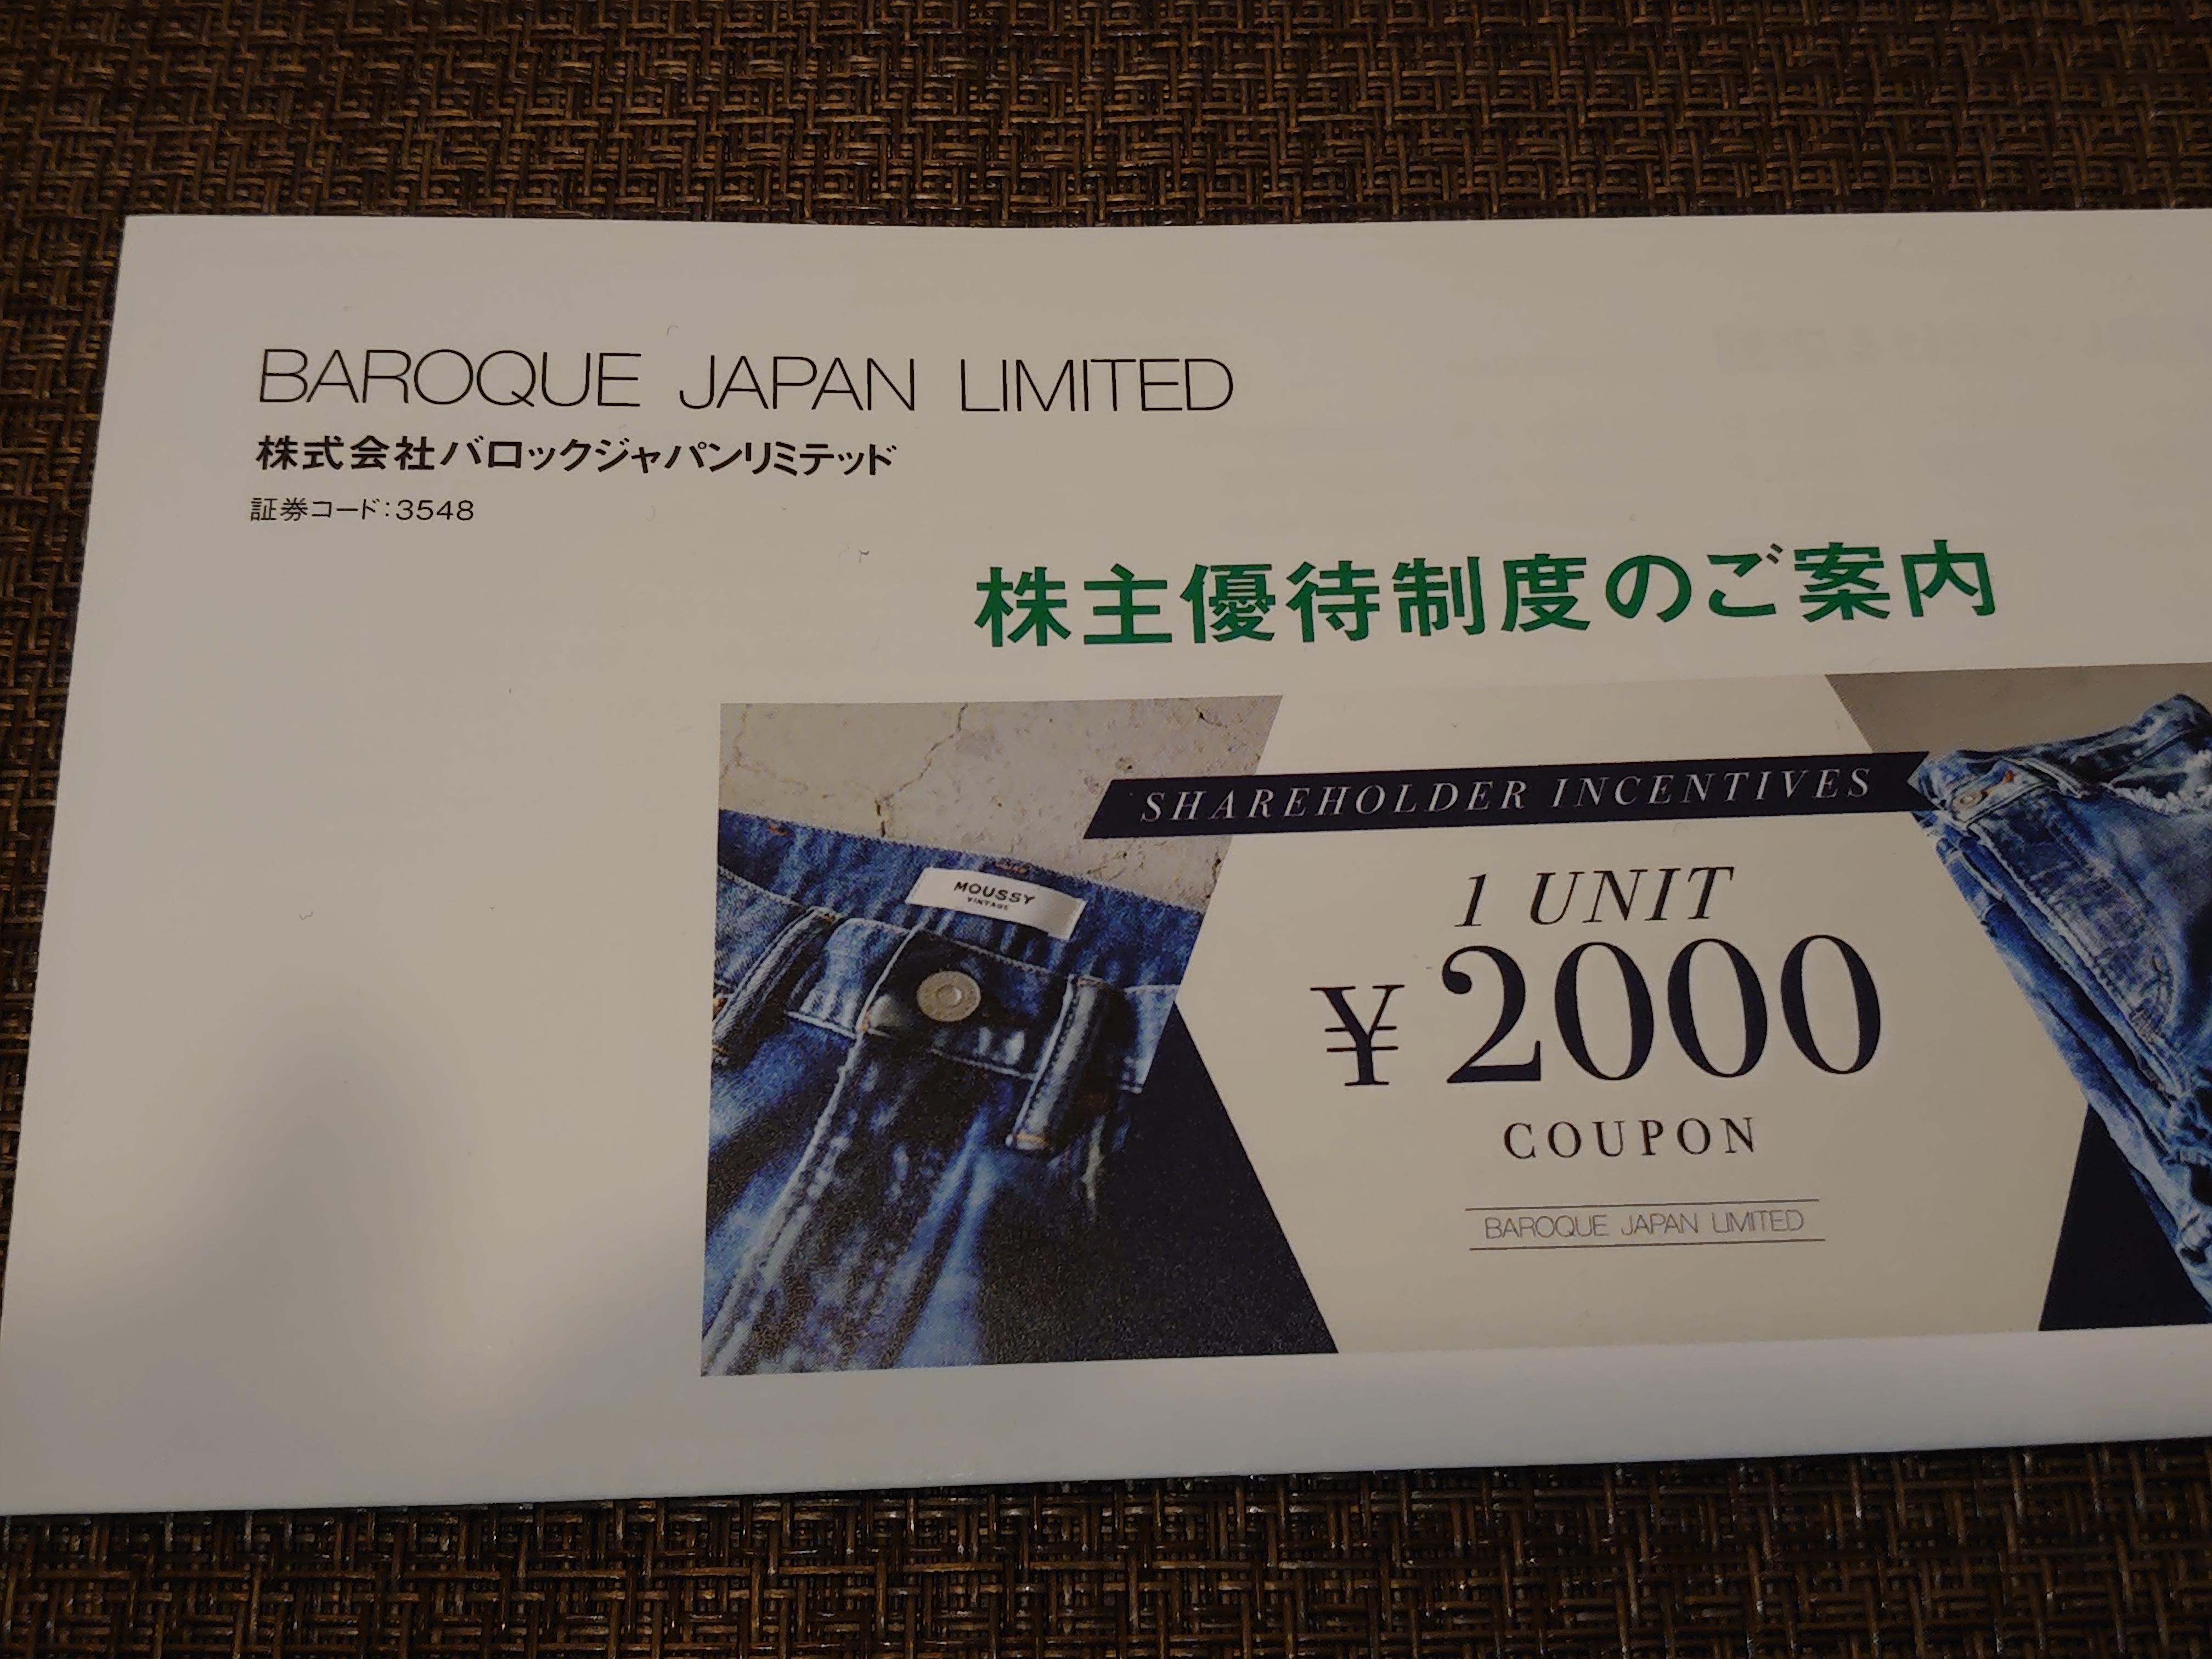 BAROQUE JAPAN LIMITED
株式会社バロックジャパンリミテッド
証券コード:3548
株主優待制度のご案内
SHAREHOLDER INCENTIVES
MOUSSY
VINTAGE
1 UNIT
¥2000
COUPON
BAROQUE JAPAN LIMITED